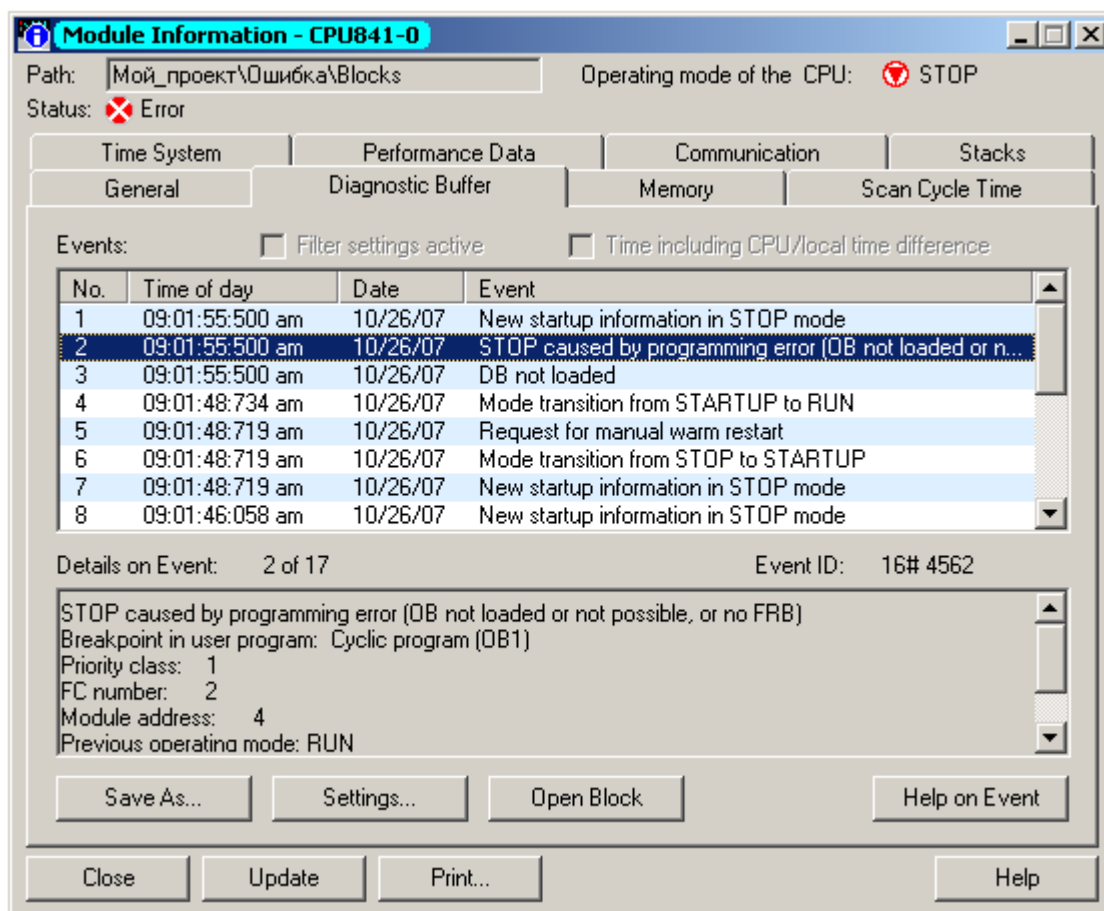 Module Information - CPU841-0
Path: Мой_проект\Ошибка\Blocks Operating mode of the CPU: STOP
Status: Error
Time System Performance Data Communication Stacks
General Diagnostic Buffer Memory Scan Cycle Time
Events: Filter settings active Time including CPU/local time difference
No. Time of day Date Event
1 09:01:55:500 am 10/26/07 New startup information in STOP mode
2 09:01:55:500 am 10/26/07 STOP caused by programming error (OB not loaded or n...
3 09:01:55:500 am 10/26/07 DB not loaded
4 09:01:48:734 am 10/26/07 Mode transition from STARTUP to RUN
5 09:01:48:719 am 10/26/07 Request for manual warm restart
6 09:01:48:719 am 10/26/07 Mode transition from STOP to STARTUP
7 09:01:48:719 am 10/26/07 New startup information in STOP mode
8 09:01:46:058 am 10/26/07 New startup information in STOP mode
Details on Event: 2 of 17 Event ID: 16# 4562
STOP caused by programming error (OB not loaded or not possible, or no FRB)
Breakpoint in user program: Cyclic program (OB1)
Priority class: 1
FC number: 2
Module address: 4
Previous operating mode: RUN
Save As... Settings... Open Block Help on Event
Close Update Print... Help